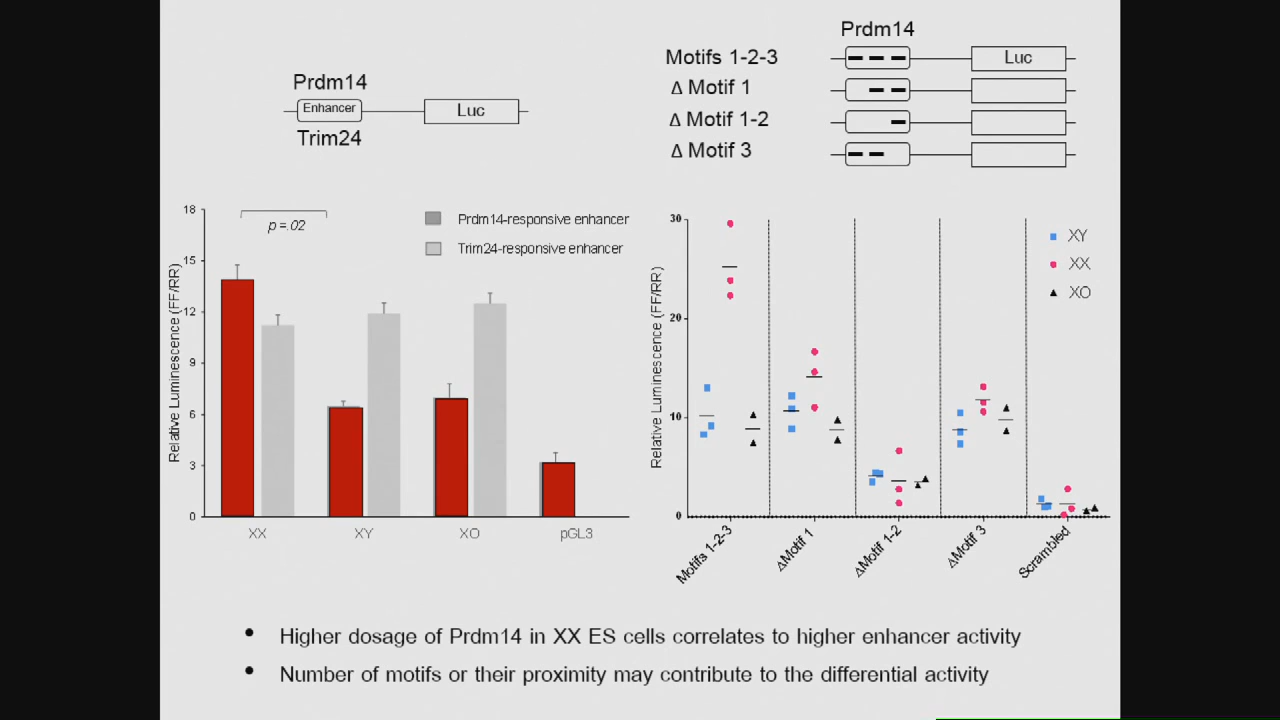 Prdm14
Enhancer
Luc
Trim24
Prdm14
Motifs 1-2-3
Luc
Δ Motif 1
Δ Motif 1-2
Δ Motif 3
Relative Luminescence (FF/RR)
18
15
12
9
6
3
0
p =.02
Prdm14-responsive enhancer
Trim24-responsive enhancer
XX
XY
XO
pGL3
Relative Luminescence (FF/RR)
30
20
10
0
XY
XX
XO
Motifs 1-2-3
ΔMotif 1
ΔMotif 1-2
ΔMotif 3
Scrambled
• Higher dosage of Prdm14 in XX ES cells correlates to higher enhancer activity
• Number of motifs or their proximity may contribute to the differential activity